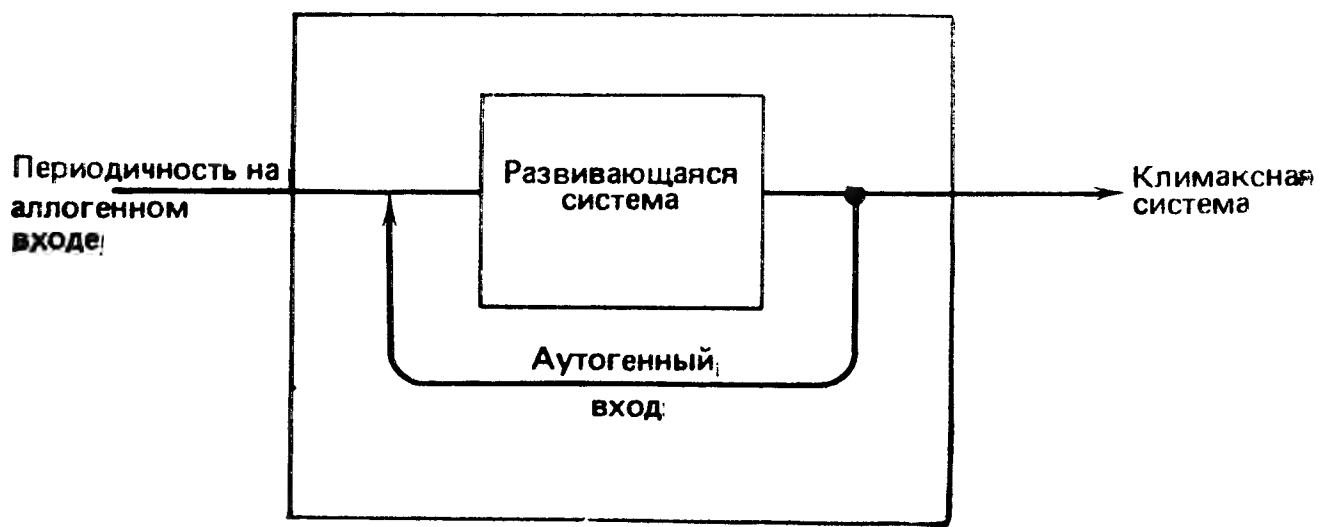 Периодичность на
аллогенном
входе
Развивающаяся
система
Климаксная
система
Аутогенный
вход